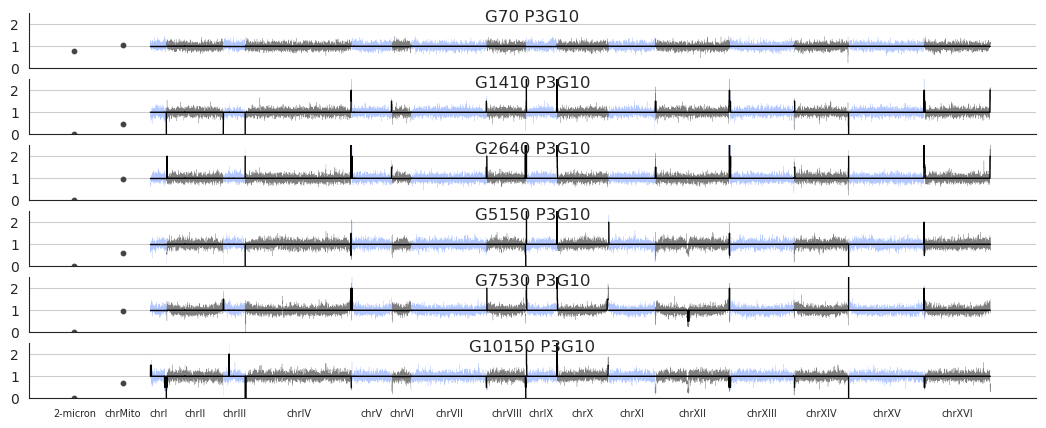 G70 P3G10
2
1
0
G1410 P3G10
2
1
0
G2640 P3G10
2
1
0
G5150 P3G10
2
1
0
G7530 P3G10
2
1
0
G10150 P3G10
2
1
0
2-micron chrMito chrI chrII chrIII chrIV chrV chrVI chrVII chrVIII chrIX chrX chrXI chrXII chrXIII chrXIV chrXV chrXVI